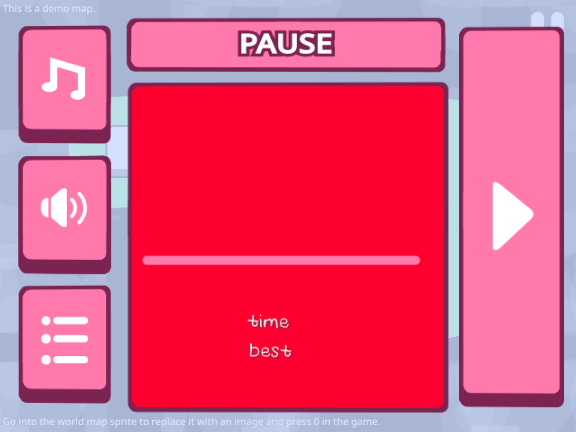 This is a demo map.
PAUSE
time
best
Go into the world map sprite to replace it with an image and press 0 in the game.